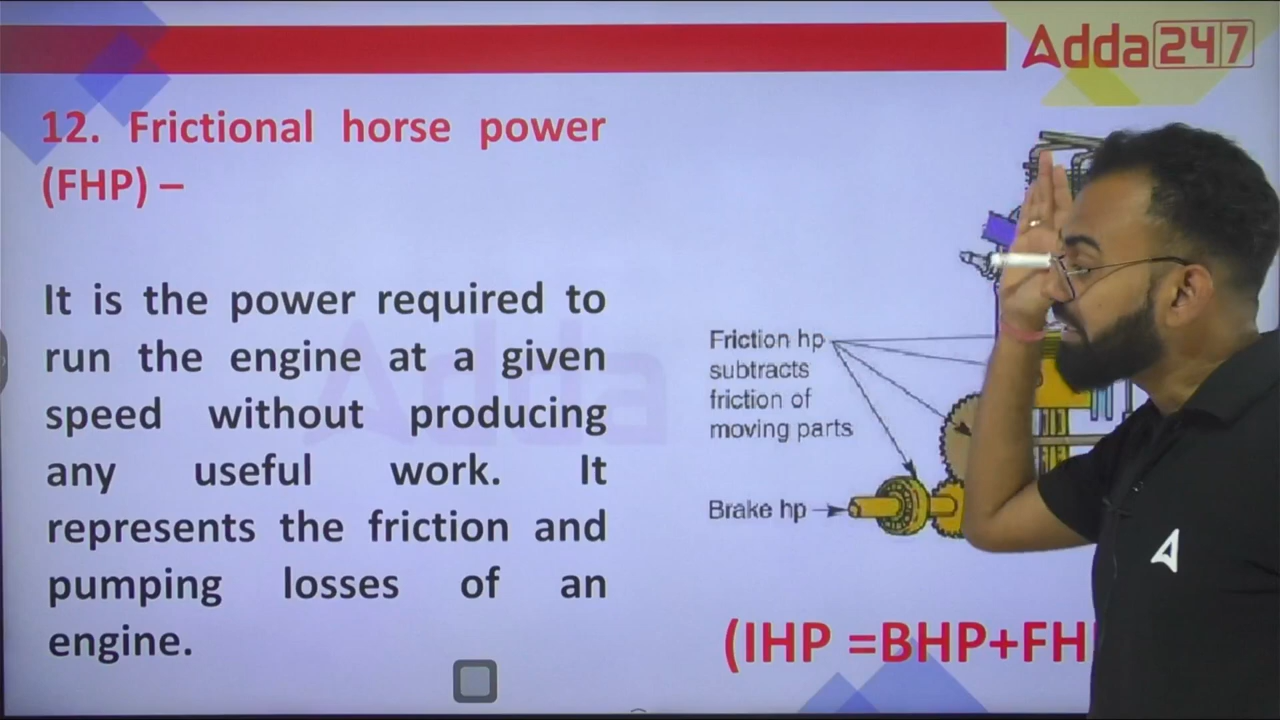 Adda247
12. Frictional horse power
(FHP) –
It is the power required to
run the engine at a given
speed without producing
any useful work. It
represents the friction and
pumping losses of an
engine.
Friction hp
subtracts
friction of
moving parts
Brake hp
(IHP =BHP+FH